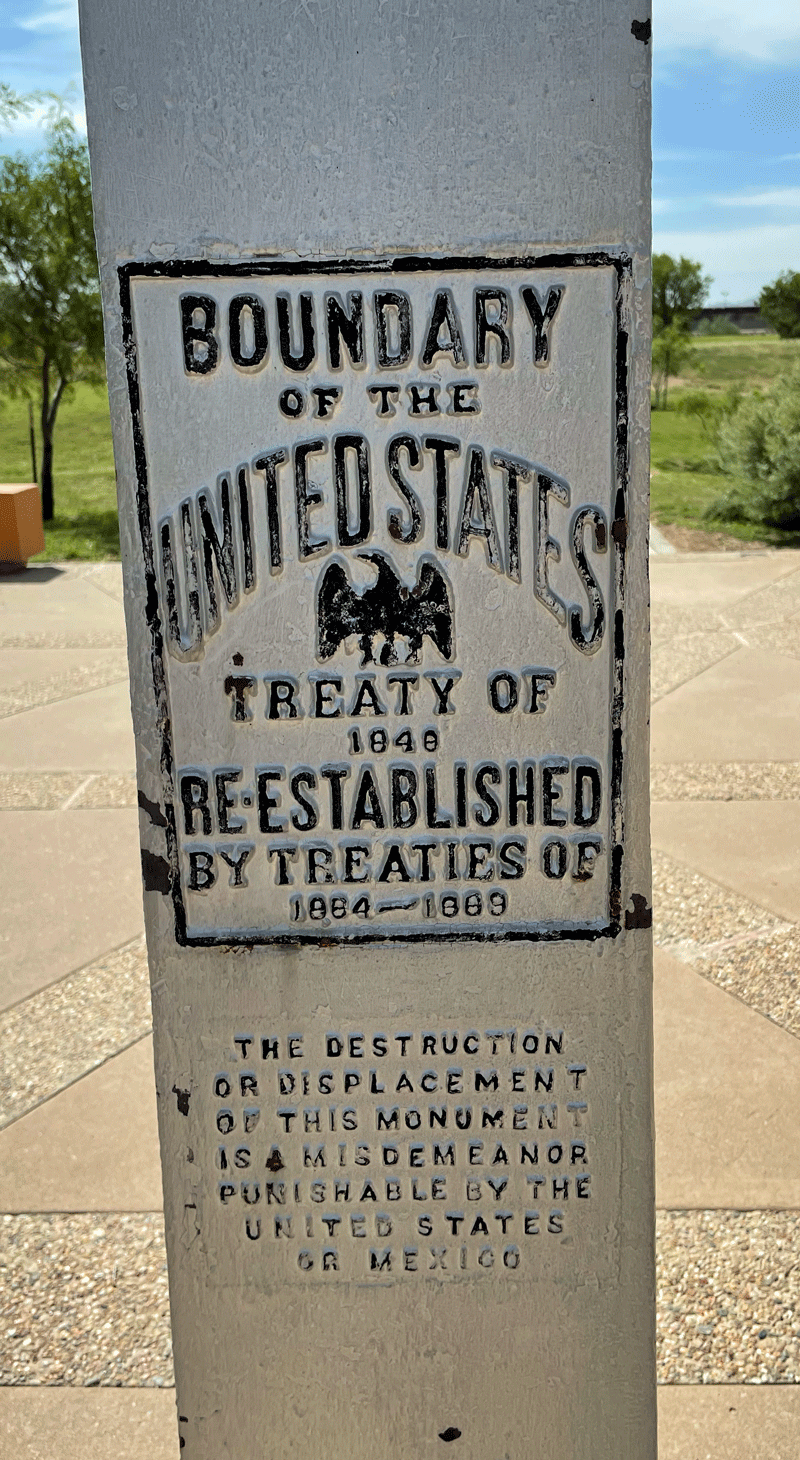 BOUNDARY
OF THE
UNITED STATES
TREATY OF
1848
RE-ESTABLISHED
BY TREATIES OF
1884—1889
THE DESTRUCTION
OR DISPLACEMENT
OF THIS MONUMENT
IS A MISDEMEANOR
PUNISHABLE BY THE
UNITED STATES
OR MEXICO